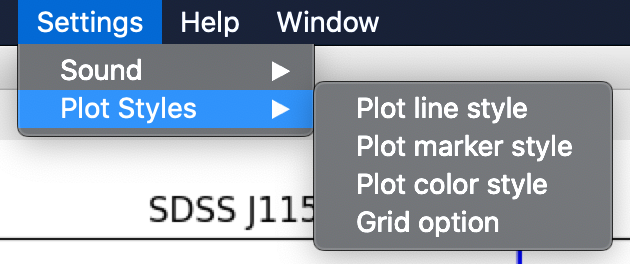 Settings Help Window
Sound
Plot Styles
Plot line style
Plot marker style
Plot color style
Grid option
SDSS J115